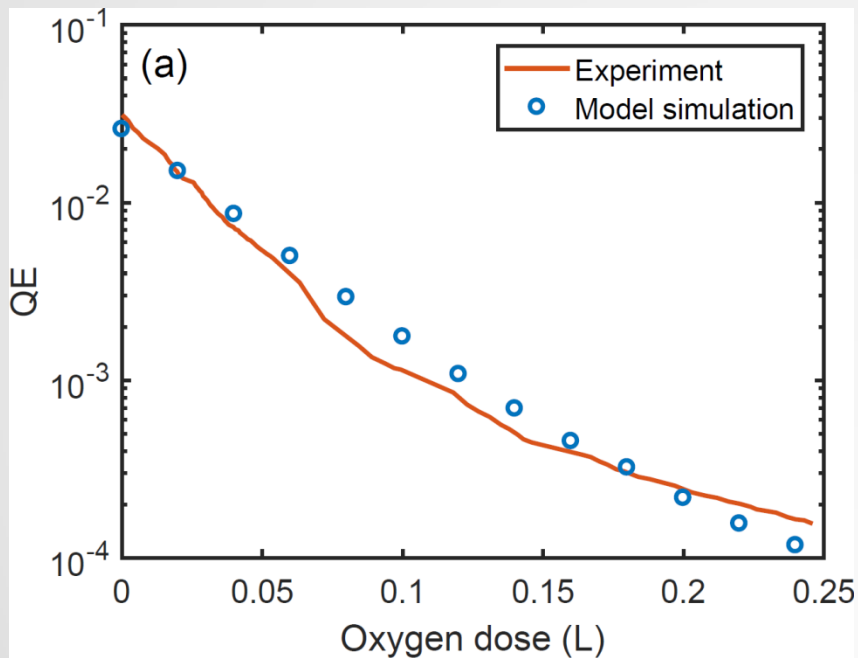 (a)
Experiment
Model simulation
10⁻¹
10⁻²
10⁻³
10⁻⁴
QE
0 0.05 0.1 0.15 0.2 0.25
Oxygen dose (L)